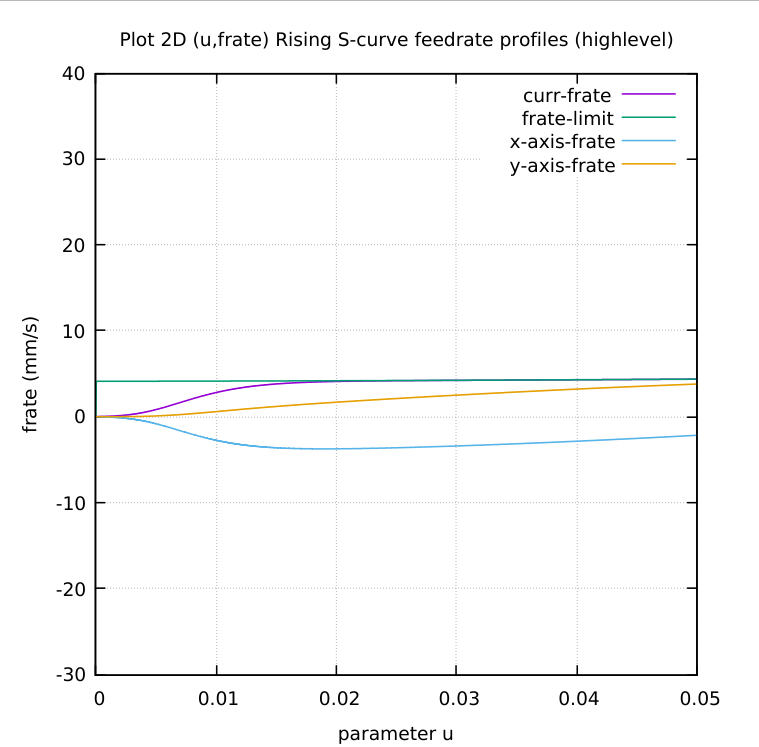 Plot 2D (u,frate) Rising S-curve feedrate profiles (highlevel)
40
30
20
10
0
-10
-20
-30
frate (mm/s)
curr-frate
frate-limit
x-axis-frate
y-axis-frate
0
0.01
0.02
0.03
0.04
0.05
parameter u